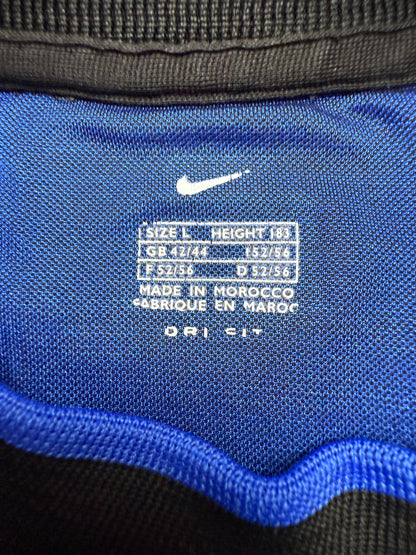 SIZE L HEIGHT 183
GB 42/44 I 52/54
F 52/56 D 52/56
MADE IN MOROCCO
FABRIQUE EN MAROC
DRI FIT